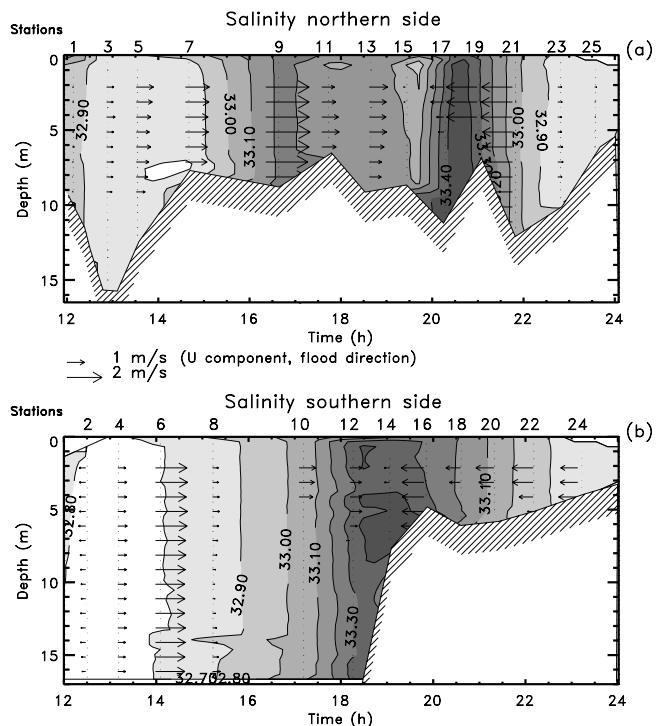 Salinity northern side
Stations
1 3 5 7 9 11 13 15 17 19 21 23 25
(a)
0
5
10
15
Depth (m)
32.90
33.00
33.10
33.40
33.20
33.00
32.90
12 14 16 18 20 22 24
Time (h)
1 m/s (U component, flood direction)
2 m/s
Salinity southern side
Stations
2 4 6 8 10 12 14 16 18 20 22 24
(b)
0
5
10
15
Depth (m)
32.80
32.90
33.00
33.10
33.30
33.10
32.70 32.80
12 14 16 18 20 22 24
Time (h)